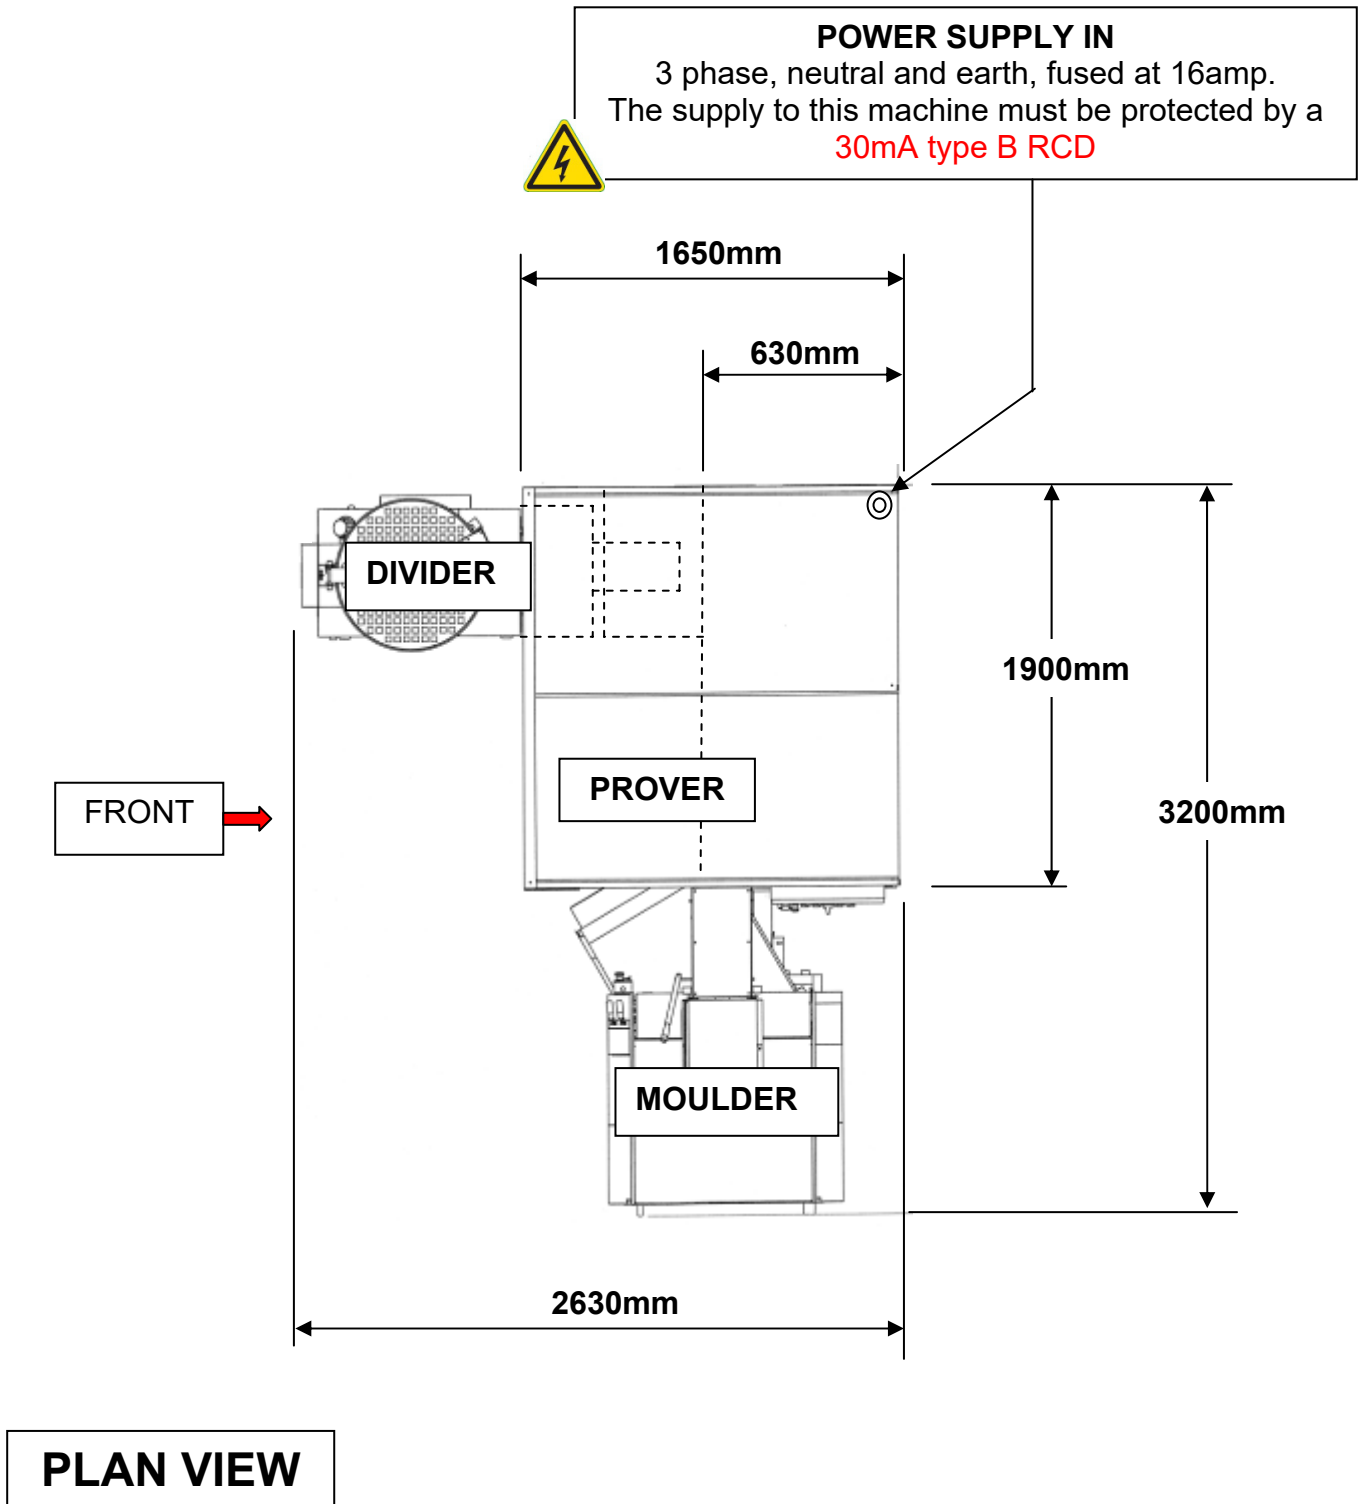 POWER SUPPLY IN
3 phase, neutral and earth, fused at 16amp.
The supply to this machine must be protected by a
30mA type B RCD
1650mm
630mm
DIVIDER
1900mm
PROVER
FRONT
3200mm
MOULDER
2630mm
PLAN VIEW